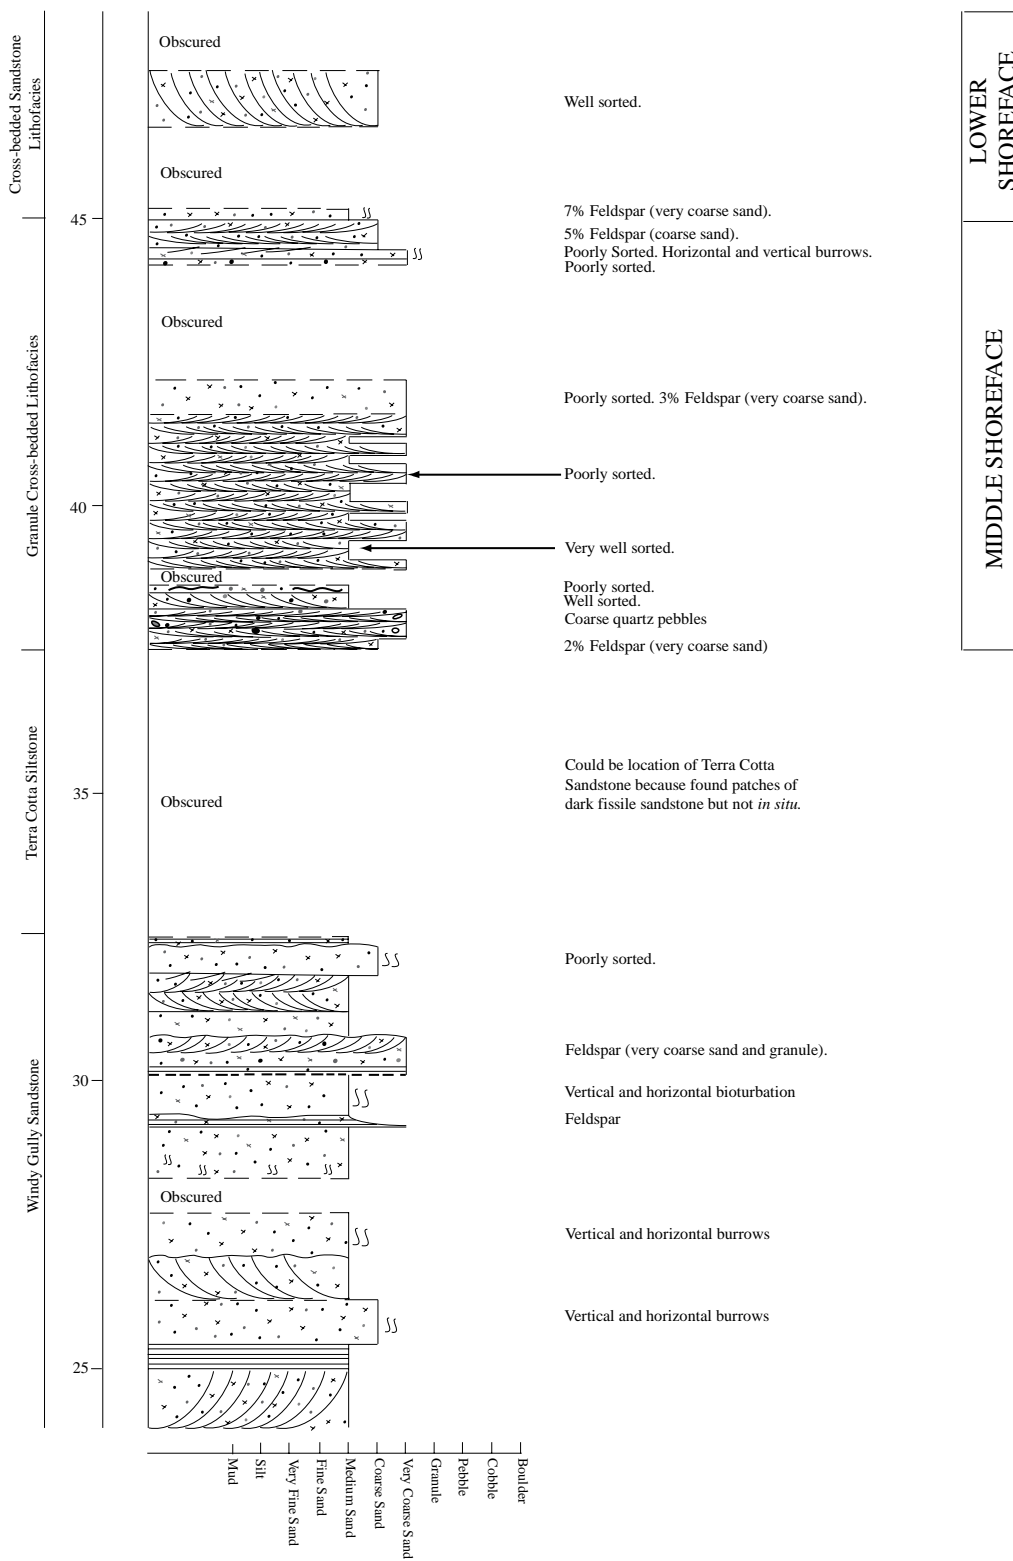 Cross-bedded Sandstone
Lithofacies
Granule Cross-bedded Lithofacies
Terra Cotta Siltstone
Windy Gully Sandstone
45
40
35
30
25
Obscured
Well sorted.
Obscured
7% Feldspar (very coarse sand).
5% Feldspar (coarse sand).
Poorly Sorted. Horizontal and vertical burrows.
Poorly sorted.
Obscured
Poorly sorted. 3% Feldspar (very coarse sand).
Poorly sorted.
Very well sorted.
Obscured
Poorly sorted.
Well sorted.
Coarse quartz pebbles
2% Feldspar (very coarse sand)
Could be location of Terra Cotta
Sandstone because found patches of
dark fissile sandstone but not in situ.
Obscured
Poorly sorted.
Feldspar (very coarse sand and granule).
Vertical and horizontal bioturbation
Feldspar
Obscured
Vertical and horizontal burrows
Vertical and horizontal burrows
LOWER
SHOREFACE
MIDDLE SHOREFACE
Mud
Silt
Very Fine Sand
Fine Sand
Medium Sand
Coarse Sand
Very Coarse Sand
Granule
Pebble
Cobble
Boulder